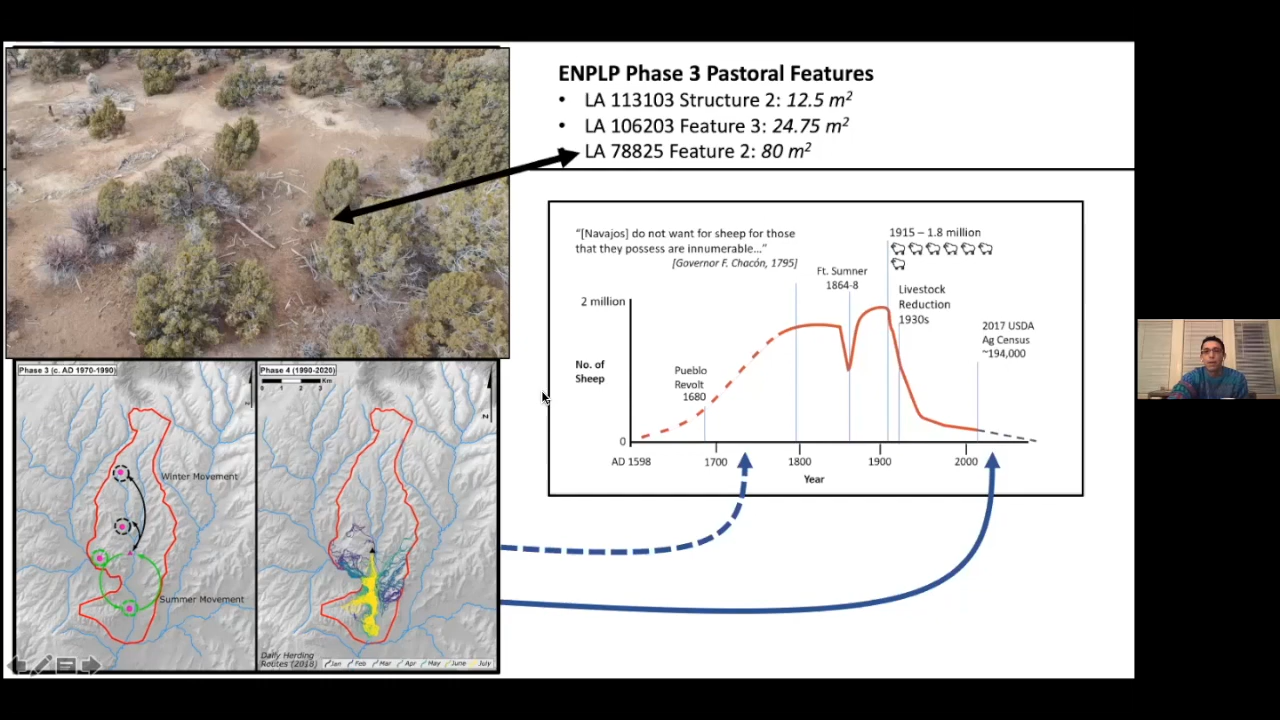 ENPLP Phase 3 Pastoral Features
• LA 113103 Structure 2: 12.5 m²
• LA 106203 Feature 3: 24.75 m²
LA 78825 Feature 2: 80 m²
“[Navajos] do not want for sheep for those
that they possess are innumerable...”
[Governor F. Chacón, 1795]
1915 – 1.8 million
Ft. Sumner
1864-8
Livestock
Reduction
1930s
2 million
2017 USDA
Ag Census
~194,000
No. of
Sheep
Pueblo
Revolt
1680
0
AD 1598
1700
1800
1900
2000
Year
Phase 3 (c. AD 1970-1990)
N
Winter Movement
Summer Movement
Phase 4 (1990-2020)
Km
0 1 2 3
N
Daily Herding
Routes (2018)
Jan Feb Mar Apr May June July